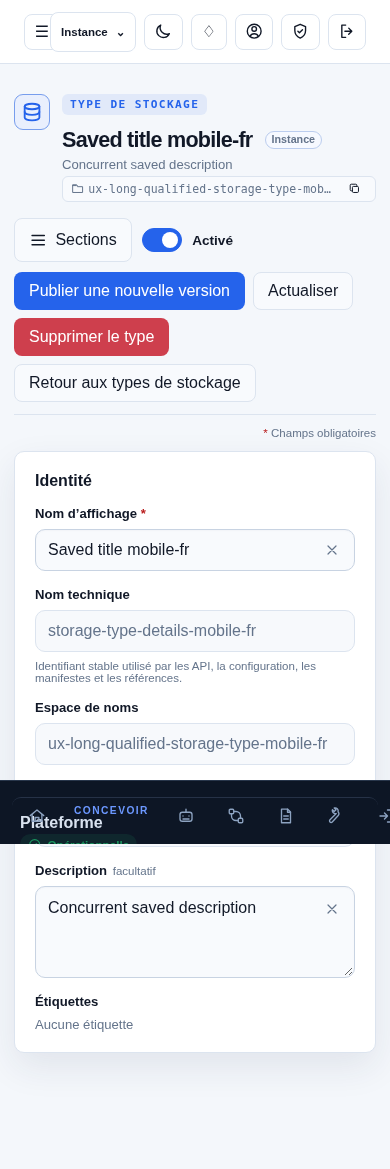 Instance
TYPE DE STOCKAGE
Saved title mobile-fr Instance
Concurrent saved description
ux-long-qualified-storage-type-mob…
Sections Activé
Publier une nouvelle version Actualiser
Supprimer le type
Retour aux types de stockage
* Champs obligatoires
Identité
Nom d’affichage *
Saved title mobile-fr
Nom technique
storage-type-details-mobile-fr
Identifiant stable utilisé par les API, la configuration, les
manifestes et les références.
Espace de noms
ux-long-qualified-storage-type-mobile-fr
CONCEVOIR
Plateforme
Opérationnelle
Description facultatif
Concurrent saved description
Étiquettes
Aucune étiquette